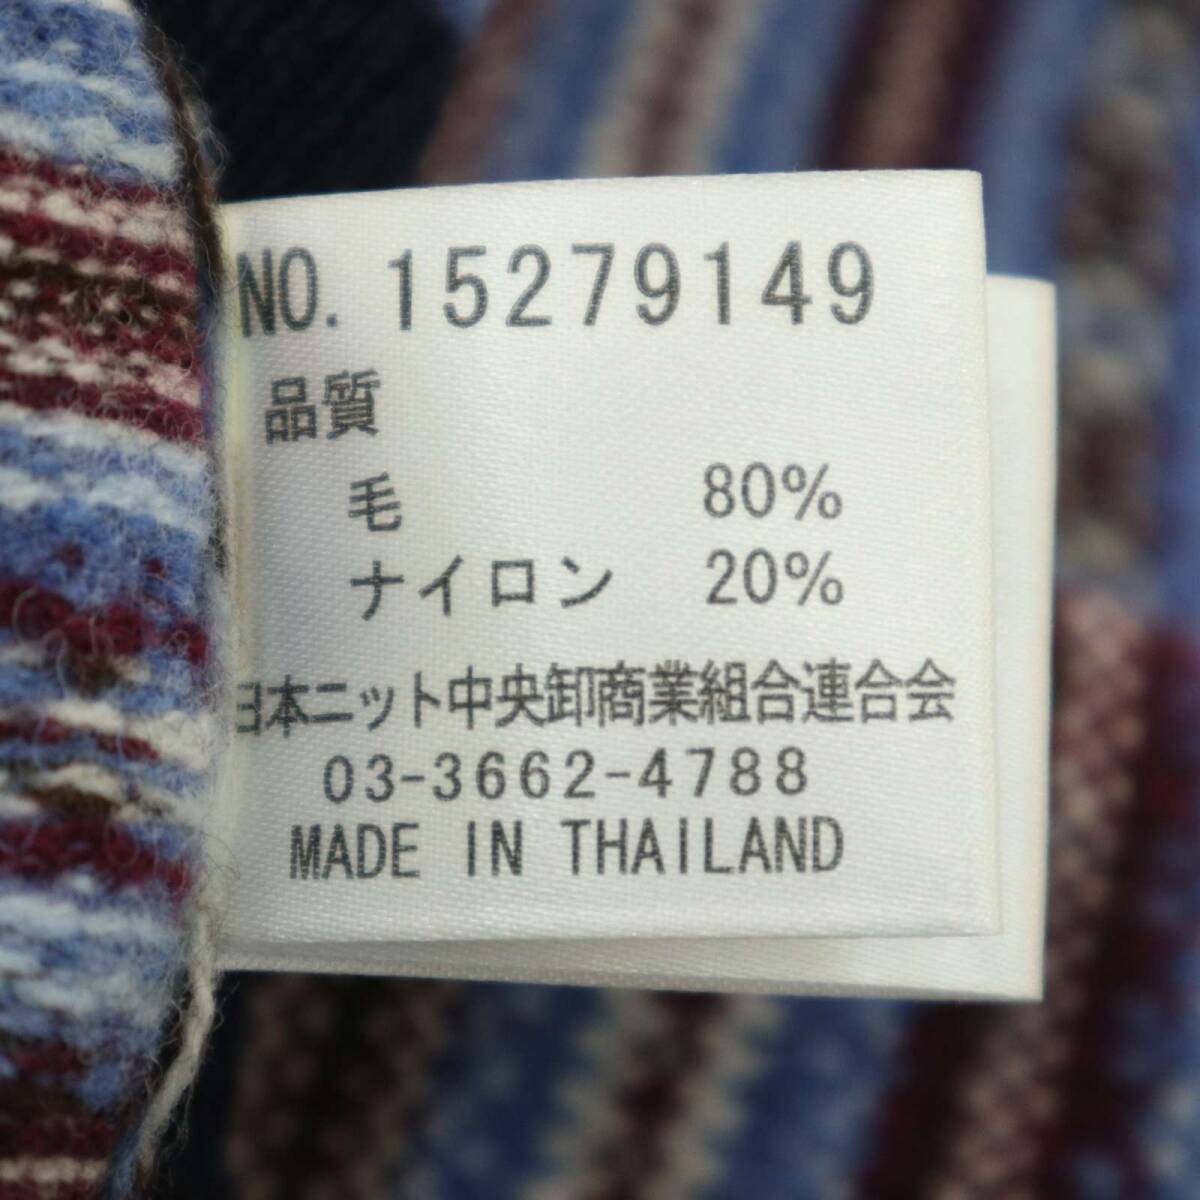 NO. 15279149
品質
毛 80%
ナイロン 20%
日本ニット中央卸商業組合連合会
03-3662-4788
MADE IN THAILAND